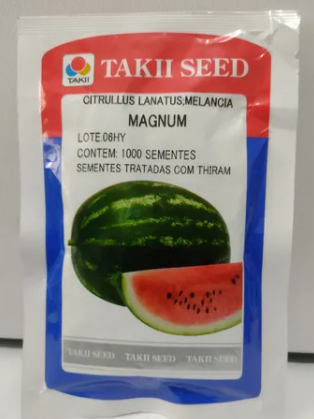 TAKII
TAKII SEED
CITRULLUS LANATUS;MELANCIA
MAGNUM
LOTE.06HY
CONTEM: 1000 SEMENTES
SEMENTES TRATADAS COM THIRAM
TAKII SEED TAKII SEED TAKII SEED